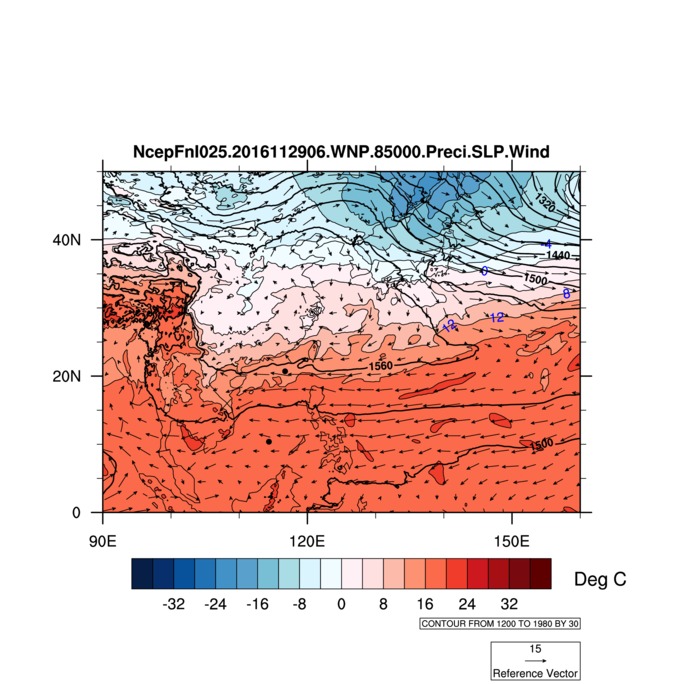 NcepFnl025.2016112906.WNP.85000.Preci.SLP.Wind
1320
40N
-4
1440
0
1500
8
12
12
1560
20N
1500
0
90E 120E 150E
-32 -24 -16 -8 0 8 16 24 32
Deg C
CONTOUR FROM 1200 TO 1980 BY 30
15
Reference Vector